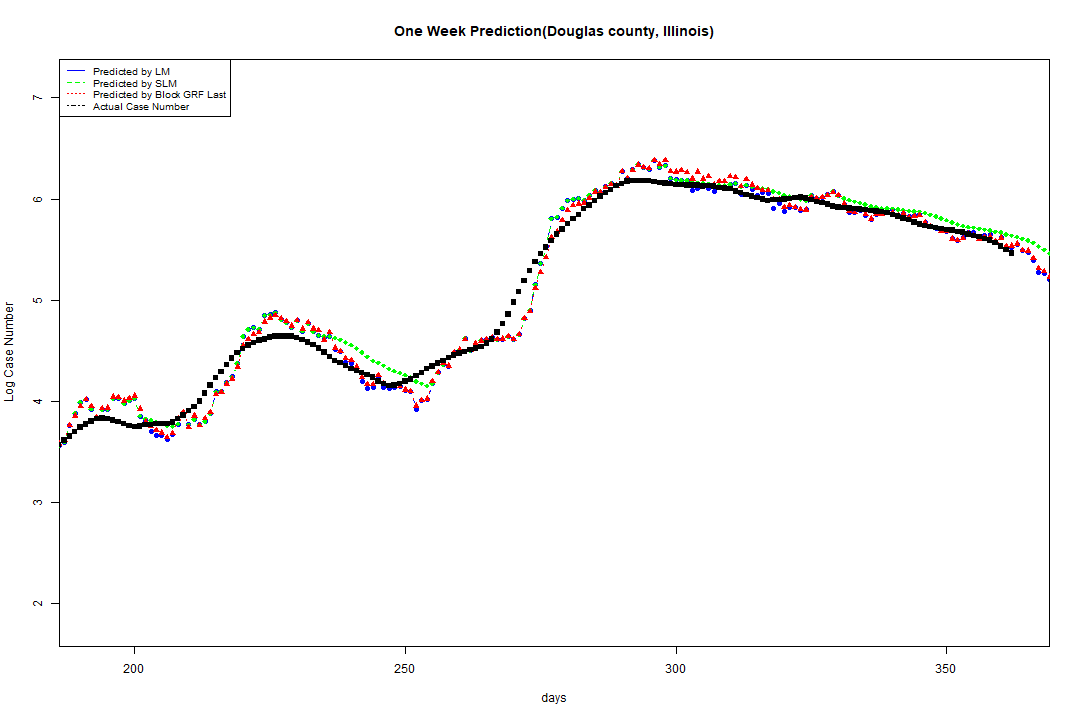 One Week Prediction(Douglas county, Illinois)
Predicted by LM
Predicted by SLM
Predicted by Block GRF Last
Actual Case Number
7
6
5
4
3
2
Log Case Number
200 250 300 350
days